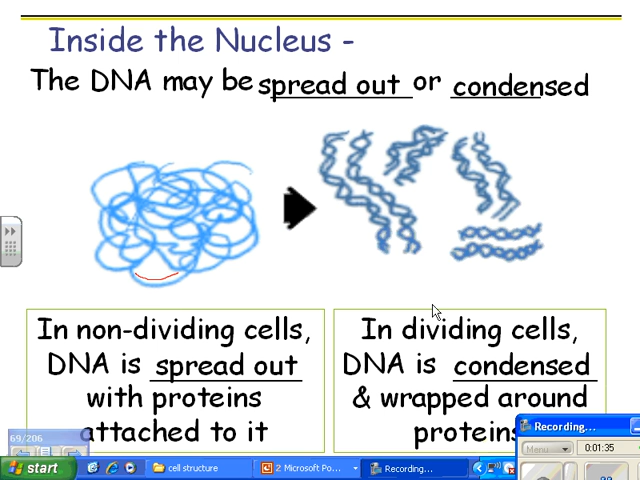 Inside the Nucleus -
The DNA may be spread out or condensed
In non-dividing cells,
DNA is spread out
with proteins
attached to it
In dividing cells,
DNA is condensed
& wrapped around
proteins
69/206
Recording...
Menu
0:01:35
start
cell structure
2 Microsoft Po...
Recording...